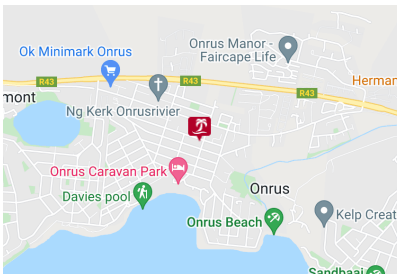 Onrus Manor -
Faircape Life
Ok Minimark Onrus
R43
R43
R43
Herman
mont
Ng Kerk Onrusrivier
Onrus Caravan Park
Davies pool
Onrus
Onrus Beach
Kelp Creat
Sandbaai